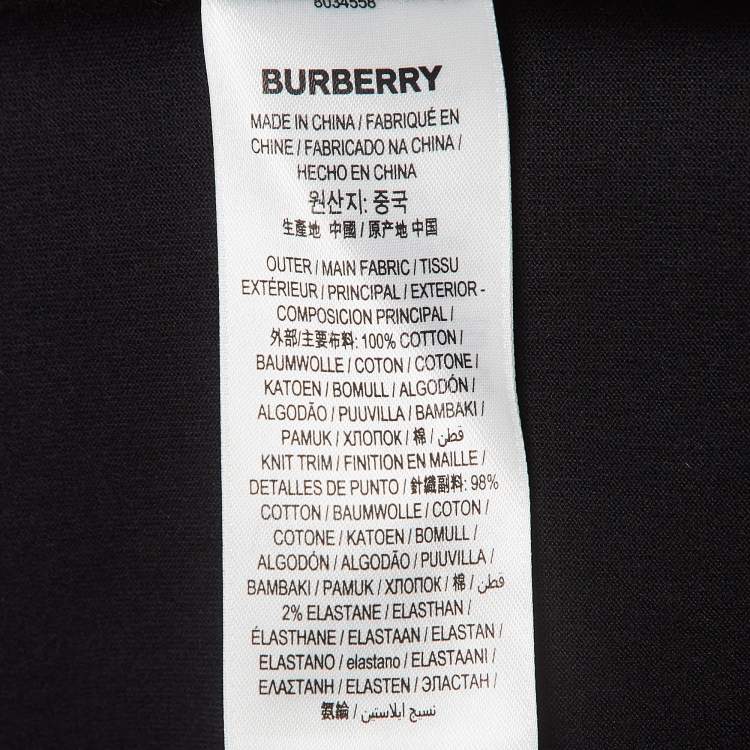 8034558
BURBERRY
MADE IN CHINA / FABRIQUÉ EN
CHINE / FABRICADO NA CHINA /
HECHO EN CHINA
원산지: 중국
生產地 中國 / 原产地 中国
OUTER / MAIN FABRIC / TISSU
EXTÉRIEUR / PRINCIPAL / EXTERIOR -
COMPOSICION PRINCIPAL /
外部/主要布料: 100% COTTON /
BAUMWOLLE / COTON / COTONE /
KATOEN / BOMULL / ALGODÓN /
ALGODÃO / PUUVILLA / BAMBAKI /
PAMUK / ХЛОПОК / 棉 / قطن /
KNIT TRIM / FINITION EN MAILLE /
DETALLES DE PUNTO / 針織副料: 98%
COTTON / BAUMWOLLE / COTON /
COTONE / KATOEN / BOMULL /
ALGODÓN / ALGODÃO / PUUVILLA /
BAMBAKI / PAMUK / ХЛОПОК / 棉 / قطن /
2% ELASTANE / ELASTHAN /
ÉLASTHANE / ELASTAAN / ELASTAN /
ELASTANO / elastano / ELASTAANI /
ΕΛΑΣΤΑΝΗ / ELASTEN / ЭЛАСТАН /
氨綸 / نسيج ايلاستين /